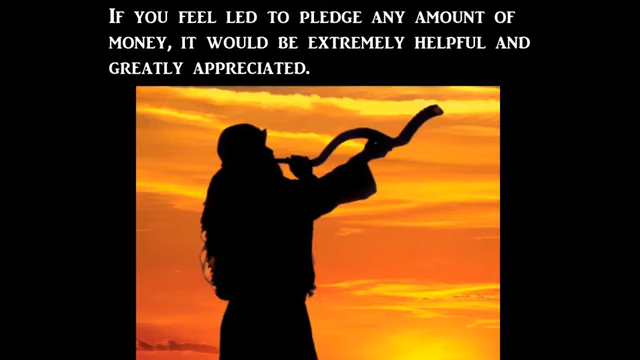 If you feel led to pledge any amount of
money, it would be extremely helpful and
greatly appreciated.